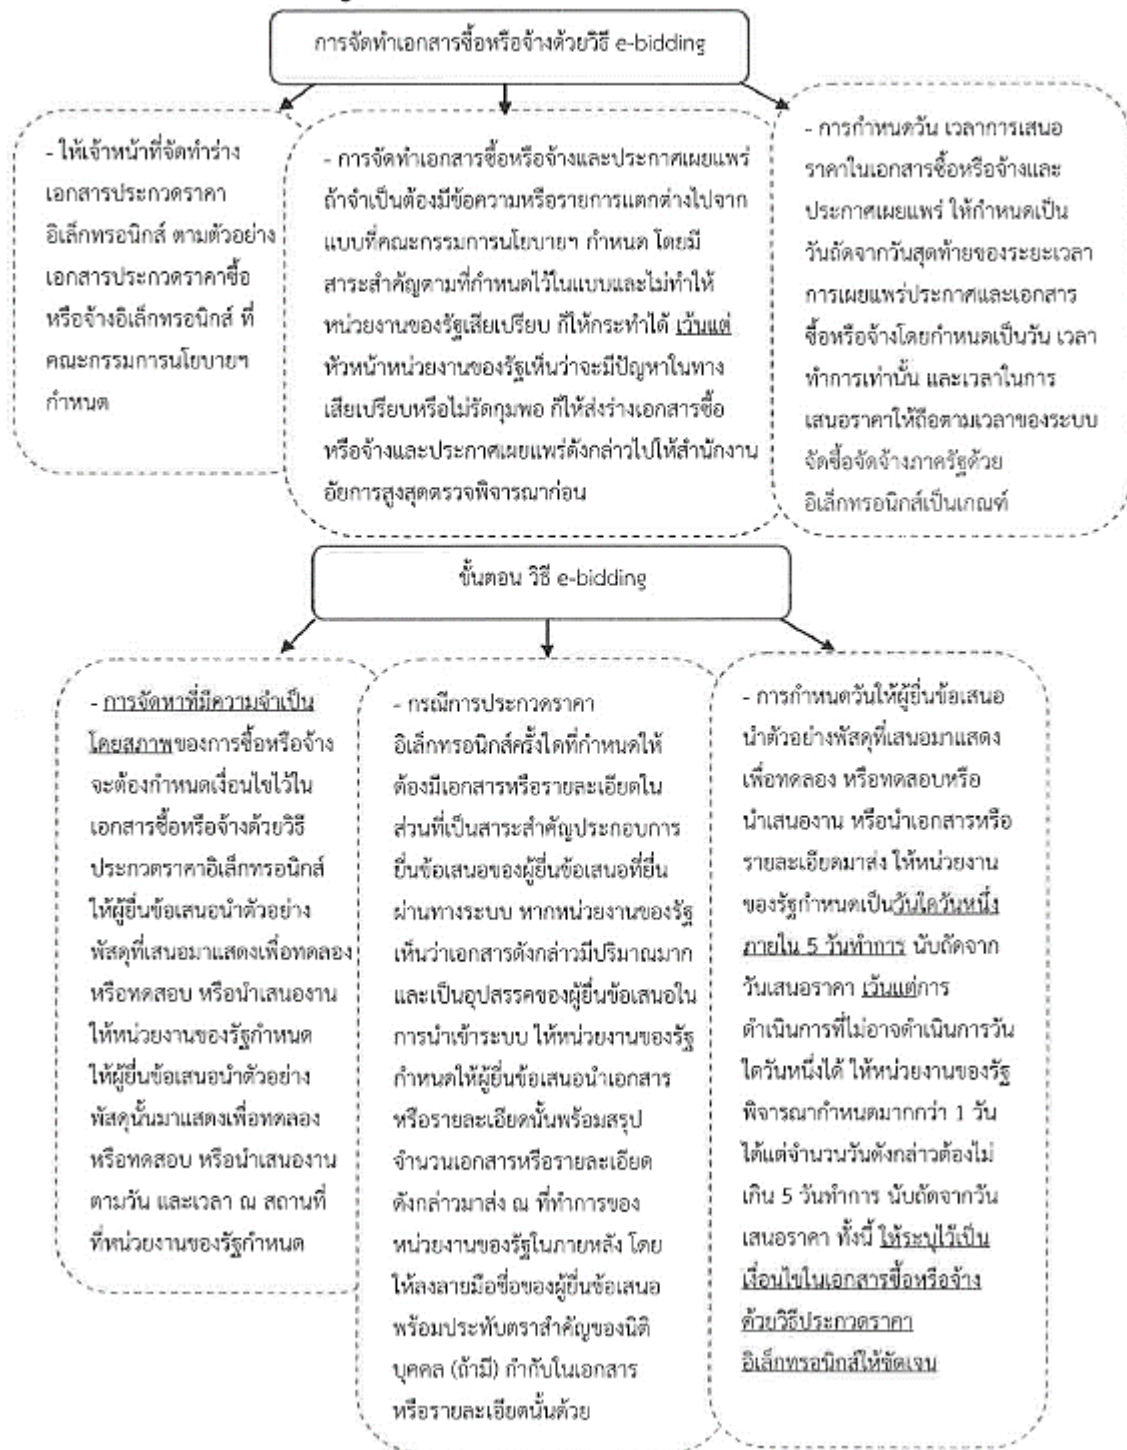 การจัดทำเอกสารซื้อหรือจ้างด้วยวิธี e-bidding
- ให้เจ้าหน้าที่จัดทำร่าง
เอกสารประกวดราคา
อิเล็กทรอนิกส์ ตามตัวอย่าง
เอกสารประกวดราคาซื้อ
หรือจ้างอิเล็กทรอนิกส์ ที่
คณะกรรมการนโยบายฯ
กำหนด
- การจัดทำเอกสารซื้อหรือจ้างและประกาศเผยแพร่
ถ้าจำเป็นต้องมีข้อความหรือรายการแตกต่างไปจาก
แบบที่คณะกรรมการนโยบายฯ กำหนด โดยมี
สาระสำคัญตามที่กำหนดไว้ในแบบและไม่ทำให้
หน่วยงานของรัฐเสียเปรียบ ก็ให้กระทำได้ เว้นแต่
หัวหน้าหน่วยงานของรัฐเห็นว่าจะมีปัญหาในทาง
เสียเปรียบหรือไม่รัดกุมพอ ก็ให้ส่งร่างเอกสารซื้อ
หรือจ้างและประกาศเผยแพร่ดังกล่าวไปให้สำนักงาน
อัยการสูงสุดตรวจพิจารณาก่อน
- การกำหนดวัน เวลาการเสนอ
ราคาในเอกสารซื้อหรือจ้างและ
ประกาศเผยแพร่ ให้กำหนดเป็น
วันถัดจากวันสุดท้ายของระยะเวลา
การเผยแพร่ประกาศและเอกสาร
ซื้อหรือจ้างโดยกำหนดเป็นวัน เวลา
ทำการเท่านั้น และเวลาในการ
เสนอราคาให้ถือตามเวลาของระบบ
จัดซื้อจัดจ้างภาครัฐด้วย
อิเล็กทรอนิกส์เป็นเกณฑ์
ขั้นตอน วิธี e-bidding
- การจัดหาที่มีความจำเป็น
โดยสภาพของการซื้อหรือจ้าง
จะต้องกำหนดเงื่อนไขไว้ใน
เอกสารซื้อหรือจ้างด้วยวิธี
ประกวดราคาอิเล็กทรอนิกส์
ให้ผู้ยื่นข้อเสนอนำตัวอย่าง
พัสดุที่เสนอมาแสดงเพื่อทดลอง
หรือทดสอบ หรือนำเสนองาน
ให้หน่วยงานของรัฐกำหนด
ให้ผู้ยื่นข้อเสนอนำตัวอย่าง
พัสดุนั้นมาแสดงเพื่อทดลอง
หรือทดสอบ หรือนำเสนองาน
ตามวัน และเวลา ณ สถานที่
ที่หน่วยงานของรัฐกำหนด
- กรณีการประกวดราคา
อิเล็กทรอนิกส์ครั้งใดที่กำหนดให้
ต้องมีเอกสารหรือรายละเอียดใน
ส่วนที่เป็นสาระสำคัญประกอบการ
ยื่นข้อเสนอของผู้ยื่นข้อเสนอที่ยื่น
ผ่านทางระบบ หากหน่วยงานของรัฐ
เห็นว่าเอกสารดังกล่าวมีปริมาณมาก
และเป็นอุปสรรคของผู้ยื่นข้อเสนอใน
การนำเข้าระบบ ให้หน่วยงานของรัฐ
กำหนดให้ผู้ยื่นข้อเสนอนำเอกสาร
หรือรายละเอียดนั้นพร้อมสรุป
จำนวนเอกสารหรือรายละเอียด
ดังกล่าวมาส่ง ณ ที่ทำการของ
หน่วยงานของรัฐในภายหลัง โดย
ให้ลงลายมือชื่อของผู้ยื่นข้อเสนอ
พร้อมประทับตราสำคัญของนิติ
บุคคล (ถ้ามี) กำกับในเอกสาร
หรือรายละเอียดนั้นด้วย
- การกำหนดวันให้ผู้ยื่นข้อเสนอ
นำตัวอย่างพัสดุที่เสนอมาแสดง
เพื่อทดลอง หรือทดสอบหรือ
นำเสนองาน หรือนำเอกสารหรือ
รายละเอียดมาส่ง ให้หน่วยงาน
ของรัฐกำหนดเป็นวันใดวันหนึ่ง
ภายใน 5 วันทำการ นับถัดจาก
วันเสนอราคา เว้นแต่การ
ดำเนินการที่ไม่อาจดำเนินการวัน
ใดวันหนึ่งได้ ให้หน่วยงานของรัฐ
พิจารณากำหนดมากกว่า 1 วัน
ได้แต่จำนวนวันดังกล่าวต้องไม่
เกิน 5 วันทำการ นับถัดจากวัน
เสนอราคา ทั้งนี้ ให้ระบุไว้เป็น
เงื่อนไขในเอกสารซื้อหรือจ้าง
ด้วยวิธีประกวดราคา
อิเล็กทรอนิกส์ให้ชัดเจน